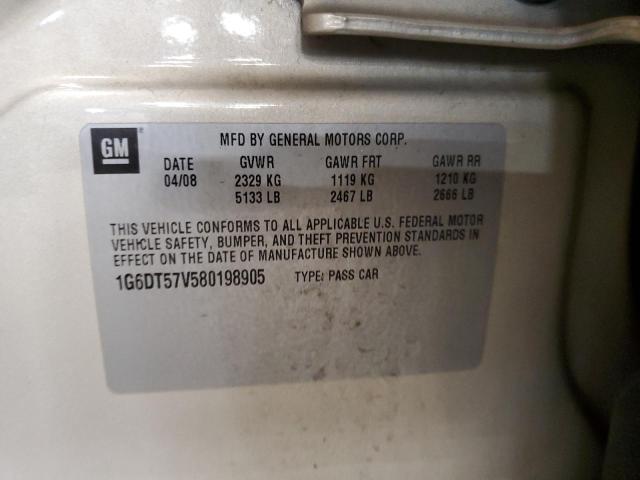 GM
MFD BY GENERAL MOTORS CORP.
DATE GVWR GAWR FRT GAWR RR
04/08 2329 KG 1119 KG 1210 KG
5133 LB 2467 LB 2666 LB
THIS VEHICLE CONFORMS TO ALL APPLICABLE U.S. FEDERAL MOTOR
VEHICLE SAFETY, BUMPER, AND THEFT PREVENTION STANDARDS IN
EFFECT ON THE DATE OF MANUFACTURE SHOWN ABOVE.
1G6DT57V580198905 TYPE: PASS CAR